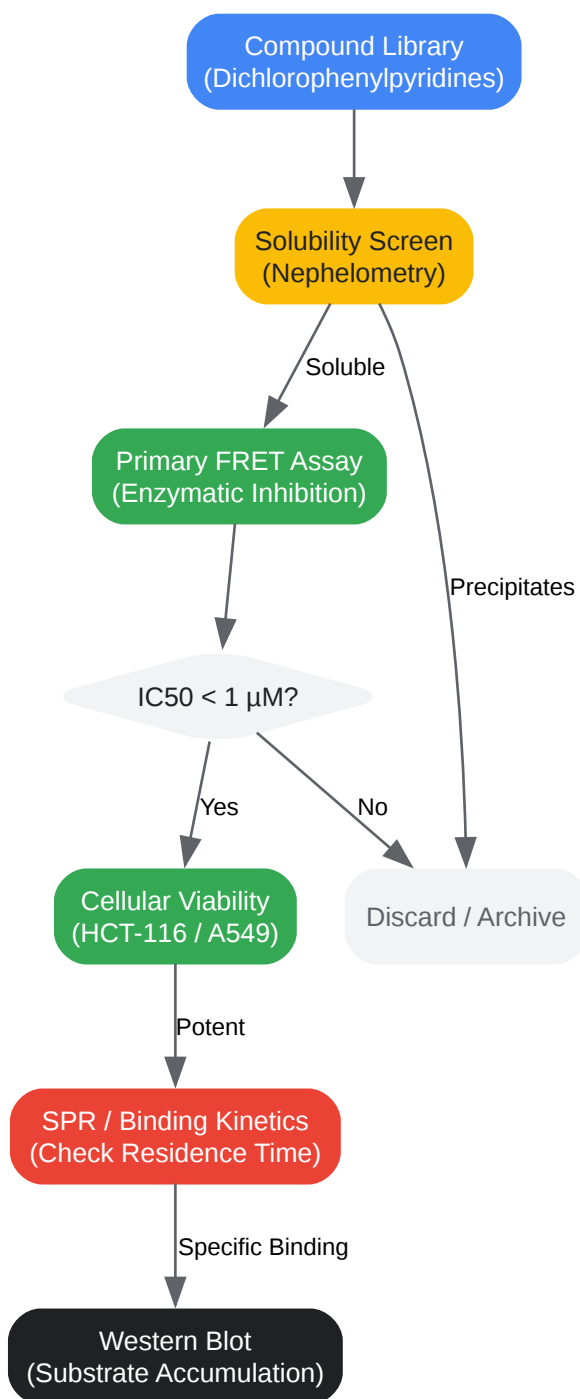 Compound Library
(Dichlorophenylpyridines)
Solubility Screen
(Nephelometry)
Soluble
Primary FRET Assay
(Enzymatic Inhibition)
Precipitates
IC50 < 1 µM?
Yes
No
Cellular Viability
(HCT-116 / A549)
Discard / Archive
Potent
SPR / Binding Kinetics
(Check Residence Time)
Specific Binding
Western Blot
(Substrate Accumulation)